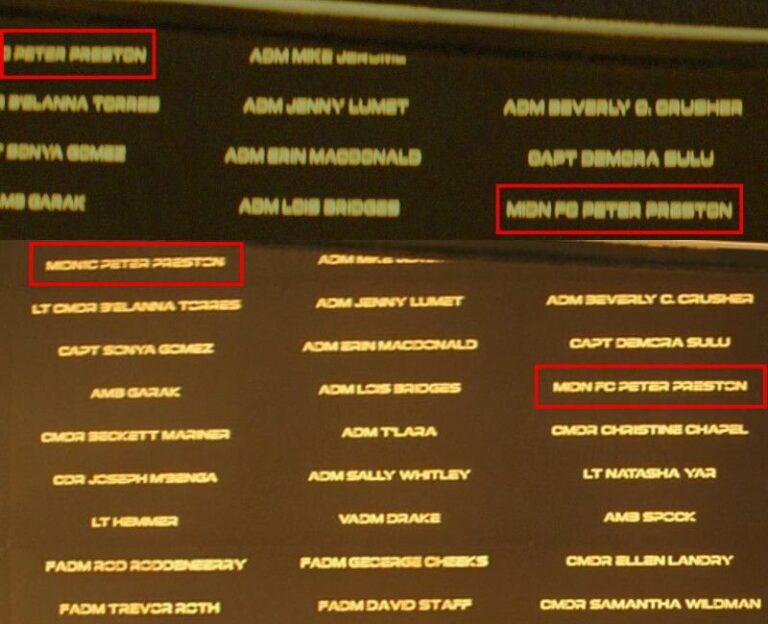 PETER PRESTON
B'ELANNA TORRES
SONYA GOMEZ
GARAK
ADM MIKE JEROME
ADM JENNY LUMET
ADM ERIN MACDONALD
ADM LOIS BRIDGES
ADM BEVERLY C. CRUSHER
CAPT DEMORA SULU
MIDN FC PETER PRESTON
PETER PRESTON
LT CMDR B'ELANNA TORRES
CAPT SONYA GOMEZ
AMB GARAK
CMDR BECKETT MARINER
CDR JOSEPH M'BENGA
LT HEMMER
FADM ROD RODDENBERRY
FADM TREVOR ROTH
ADM MIKE
ADM JENNY LUMET
ADM ERIN MACDONALD
ADM LOIS BRIDGES
ADM T'LARA
ADM SALLY WHITLEY
VADM DRAKE
FADM GEOERGE CHEEKS
FADM DAVID STAFF
ADM BEVERLY C. CRUSHER
CAPT DEMORA SULU
MIDN FC PETER PRESTON
CMDR CHRISTINE CHAPEL
LT NATASHA YAR
AMB SPOCK
CMDR ELLEN LANDRY
CMDR SAMANTHA WILDMAN